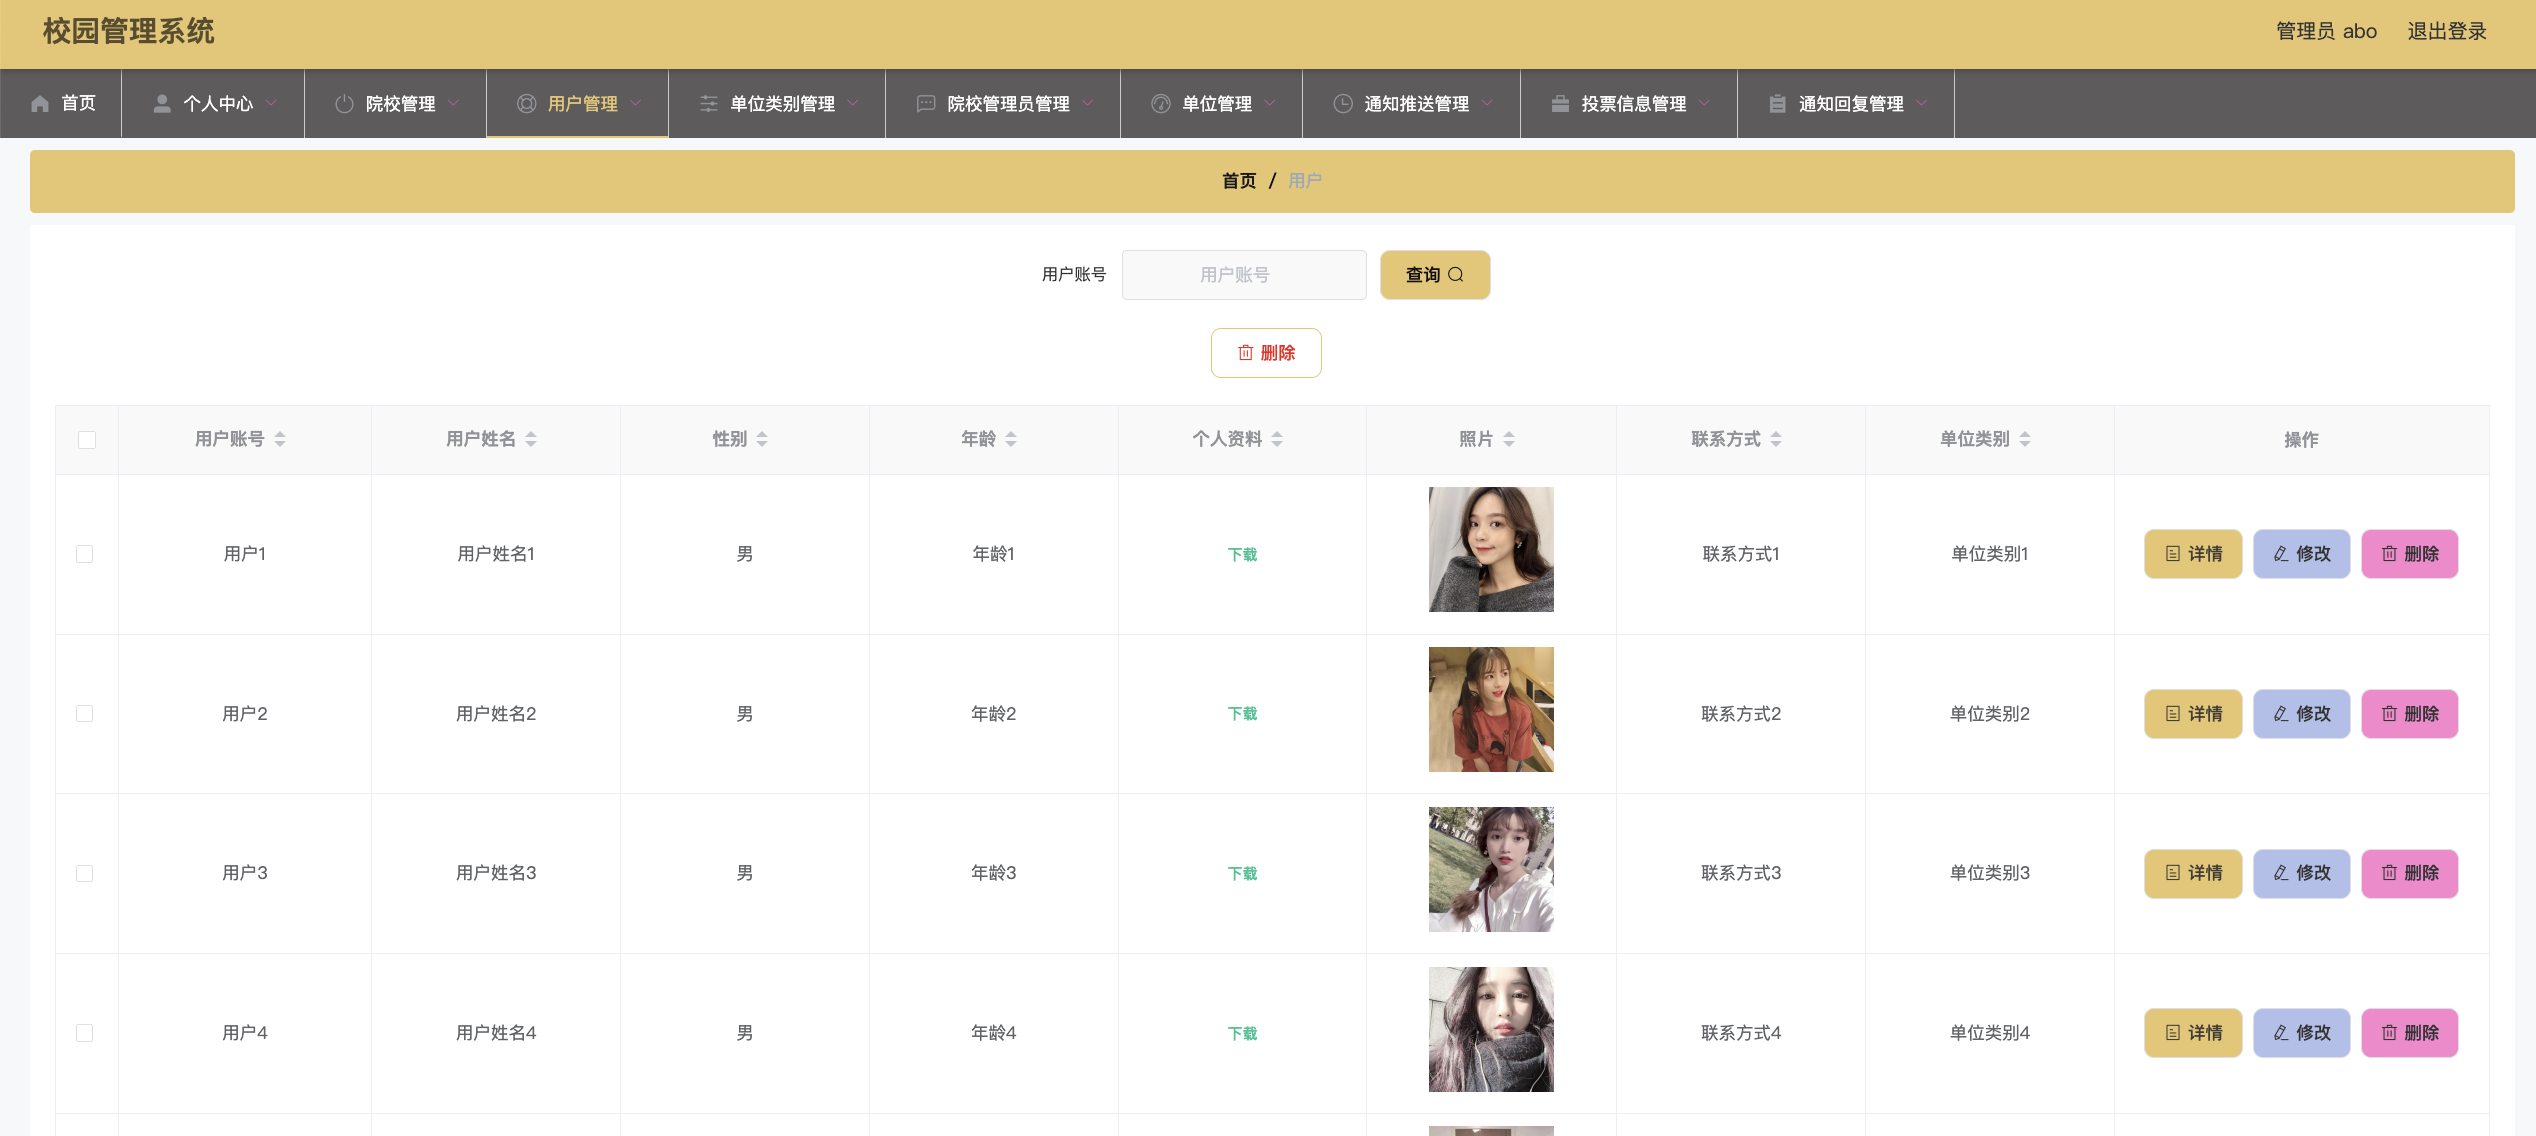 校园管理系统 管理员 abo 退出登录
首页 个人中心 院校管理 用户管理 单位类别管理 院校管理员管理 单位管理 通知推送管理 投票信息管理 通知回复管理
首页 / 用户
用户账号 用户账号 查询
删除
用户账号 用户姓名 性别 年龄 个人资料 照片 联系方式 单位类别 操作
用户1 用户姓名1 男 年龄1 下载 联系方式1 单位类别1 详情 修改 删除
用户2 用户姓名2 男 年龄2 下载 联系方式2 单位类别2 详情 修改 删除
用户3 用户姓名3 男 年龄3 下载 联系方式3 单位类别3 详情 修改 删除
用户4 用户姓名4 男 年龄4 下载 联系方式4 单位类别4 详情 修改 删除